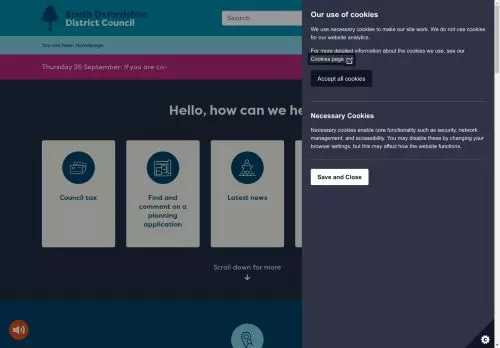 South Oxfordshire
District Council
Search
You are here: Homepage
Thursday 26 September: If you are co
Hello, how can we he
Council tax
Find and
comment on a
planning
application
Latest news
Scroll down for more
Our use of cookies
We use necessary cookies to make our site work. We do not use cookies
for our website analytics.
For more detailed information about the cookies we use, see our
Cookies page
Accept all cookies
Necessary Cookies
Necessary cookies enable core functionality such as security, network
management, and accessibility. You may disable these by changing your
browser settings, but this may affect how the website functions.
Save and Close